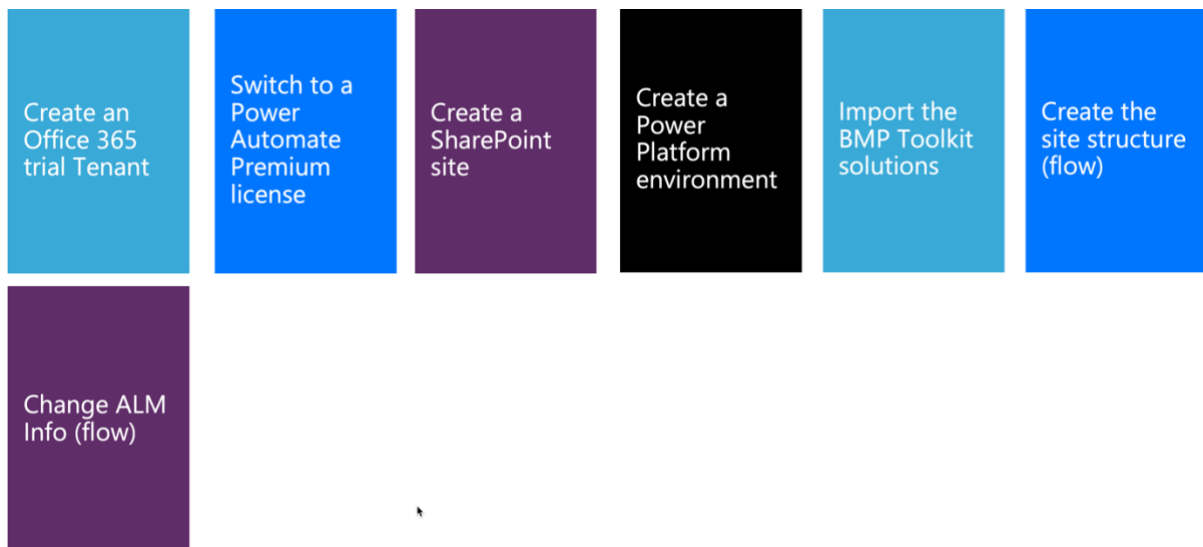 Create an
Office 365
trial Tenant
Switch to a
Power
Automate
Premium
license
Create a
SharePoint
site
Create a
Power
Platform
environment
Import the
BMP Toolkit
solutions
Create the
site structure
(flow)
Change ALM
Info (flow)